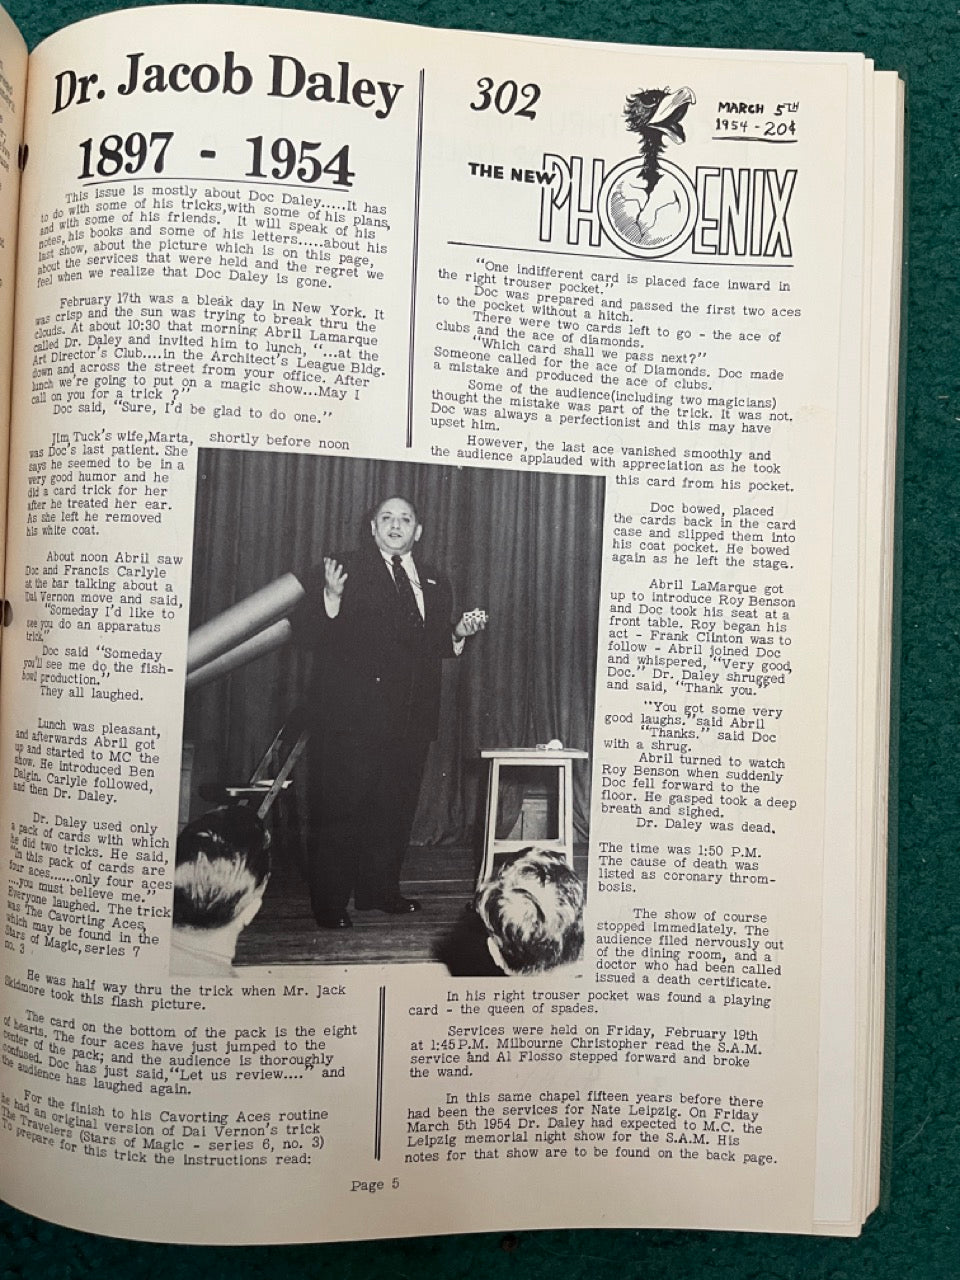 Dr. Jacob Daley
1897 - 1954
This issue is mostly about Doc Daley.....It has
to do with some of his tricks,with some of his plans,
and with some of his friends. It will speak of his
notes, his books and some of his letters.....about his
last show, about the picture which is on this page,
about the services that were held and the regret we
feel when we realize that Doc Daley is gone.
February 17th was a bleak day in New York. It
was crisp and the sun was trying to break thru the
clouds. At about 10:30 that morning Abril Lamarque
called Dr. Daley and invited him to lunch, "...at the
Art Director's Club....in the Architect's League Bldg.
down and across the street from your office. After
lunch we're going to put on a magic show...May I
call on you for a trick ?"
Doc said, "Sure, I'd be glad to do one."
Jim Tuck's wife,Marta, shortly before noon
was Doc's last patient. She
says he seemed to be in a
very good humor and he
did a card trick for her
after he treated her ear.
As she left he removed
his white coat.
About noon Abril saw
Doc and Francis Carlyle
at the bar talking about a
Dai Vernon move and said,
"Someday I'd like to
see you do an apparatus
trick."
Doc said "Someday
you'll see me do the fish-
bowl production."
They all laughed.
Lunch was pleasant,
and afterwards Abril got
up and started to MC the
show. He introduced Ben
Dalgin. Carlyle followed,
and then Dr. Daley.
Dr. Daley used only
a pack of cards with which
he did two tricks. He said,
"In this pack of cards are
four aces......only four aces
....you must believe me."
Everyone laughed. The trick
was The Cavorting Aces,
which may be found in the
Stars of Magic, series 7
no. 3
He was half way thru the trick when Mr. Jack
Skidmore took this flash picture.
The card on the bottom of the pack is the eight
of hearts. The four aces have just jumped to the
center of the pack; and the audience is thoroughly
confused. Doc has just said,"Let us review...." and
the audience has laughed again.
For the finish to his Cavorting Aces routine
he had an original version of Dai Vernon's trick
The Travelers (Stars of Magic - series 6, no. 3)
To prepare for this trick the instructions read:
302
MARCH 5TH
1954 - 20¢
THE NEW PHOENIX
"One indifferent card is placed face inward in
the right trouser pocket."
Doc was prepared and passed the first two aces
to the pocket without a hitch.
There were two cards left to go - the ace of
clubs and the ace of diamonds.
"Which card shall we pass next?"
Someone called for the ace of Diamonds. Doc made
a mistake and produced the ace of clubs.
Some of the audience(including two magicians)
thought the mistake was part of the trick. It was not.
Doc was always a perfectionist and this may have
upset him.
However, the last ace vanished smoothly and
the audience applauded with appreciation as he took
this card from his pocket.
Doc bowed, placed
the cards back in the card
case and slipped them into
his coat pocket. He bowed
again as he left the stage.
Abril LaMarque got
up to introduce Roy Benson
and Doc took his seat at a
front table. Roy began his
act - Frank Clinton was to
follow - Abril joined Doc
and whispered, "Very good,
Doc." Dr. Daley shrugged
and said, "Thank you."
"You got some very
good laughs."said Abril
"Thanks." said Doc
with a shrug.
Abril turned to watch
Roy Benson when suddenly
Doc fell forward to the
floor. He gasped took a deep
breath and sighed.
Dr. Daley was dead.
The time was 1:50 P.M.
The cause of death was
listed as coronary throm-
bosis.
The show of course
stopped immediately. The
audience filed nervously out
of the dining room, and a
doctor who had been called
issued a death certificate.
In his right trouser pocket was found a playing
card - the queen of spades.
Services were held on Friday, February 19th
at 1:45 P.M. Milbourne Christopher read the S.A.M.
service and Al Flosso stepped forward and broke
the wand.
In this same chapel fifteen years before there
had been the services for Nate Leipzig. On Friday
March 5th 1954 Dr. Daley had expected to M.C. the
Leipzig memorial night show for the S.A.M. His
notes for that show are to be found on the back page.
Page 5